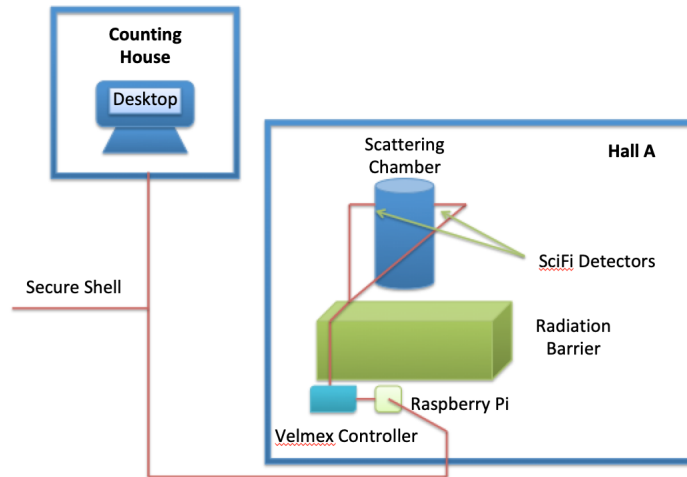 Counting
House
Desktop
Scattering
Chamber
Hall A
SciFi Detectors
Secure Shell
Radiation
Barrier
Raspberry Pi
Velmex Controller